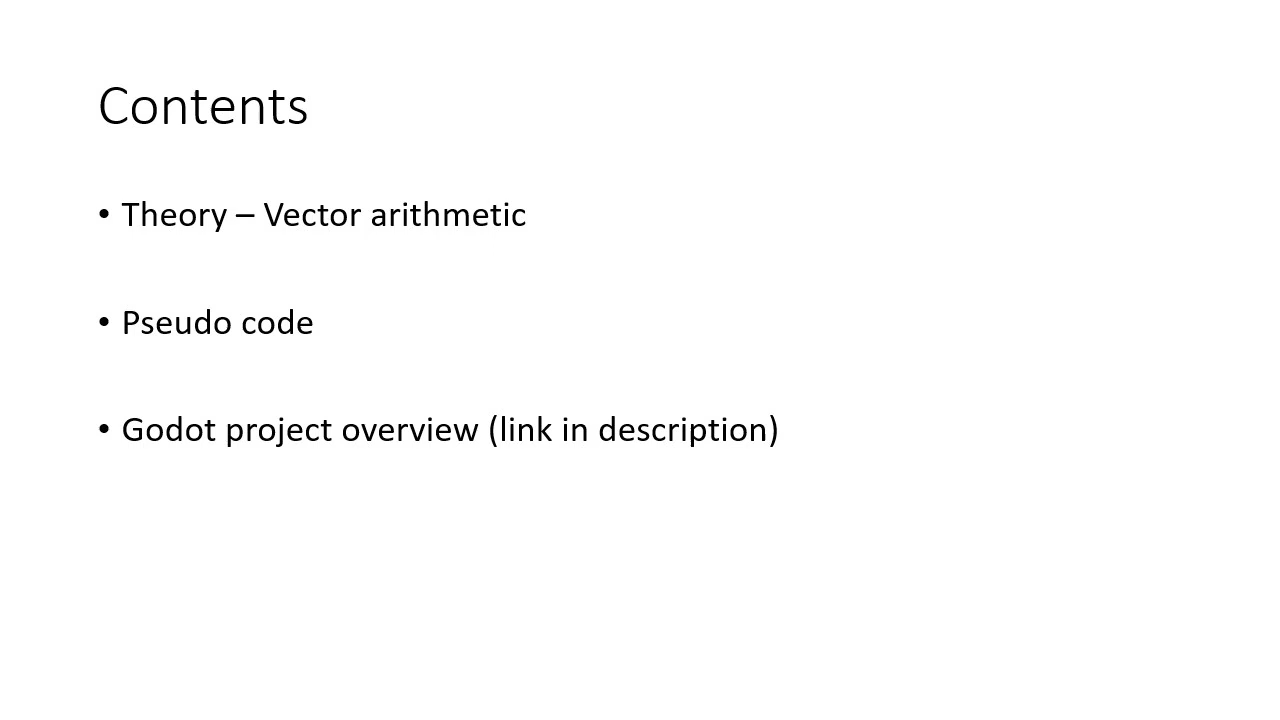 Contents
• Theory – Vector arithmetic
• Pseudo code
• Godot project overview (link in description)